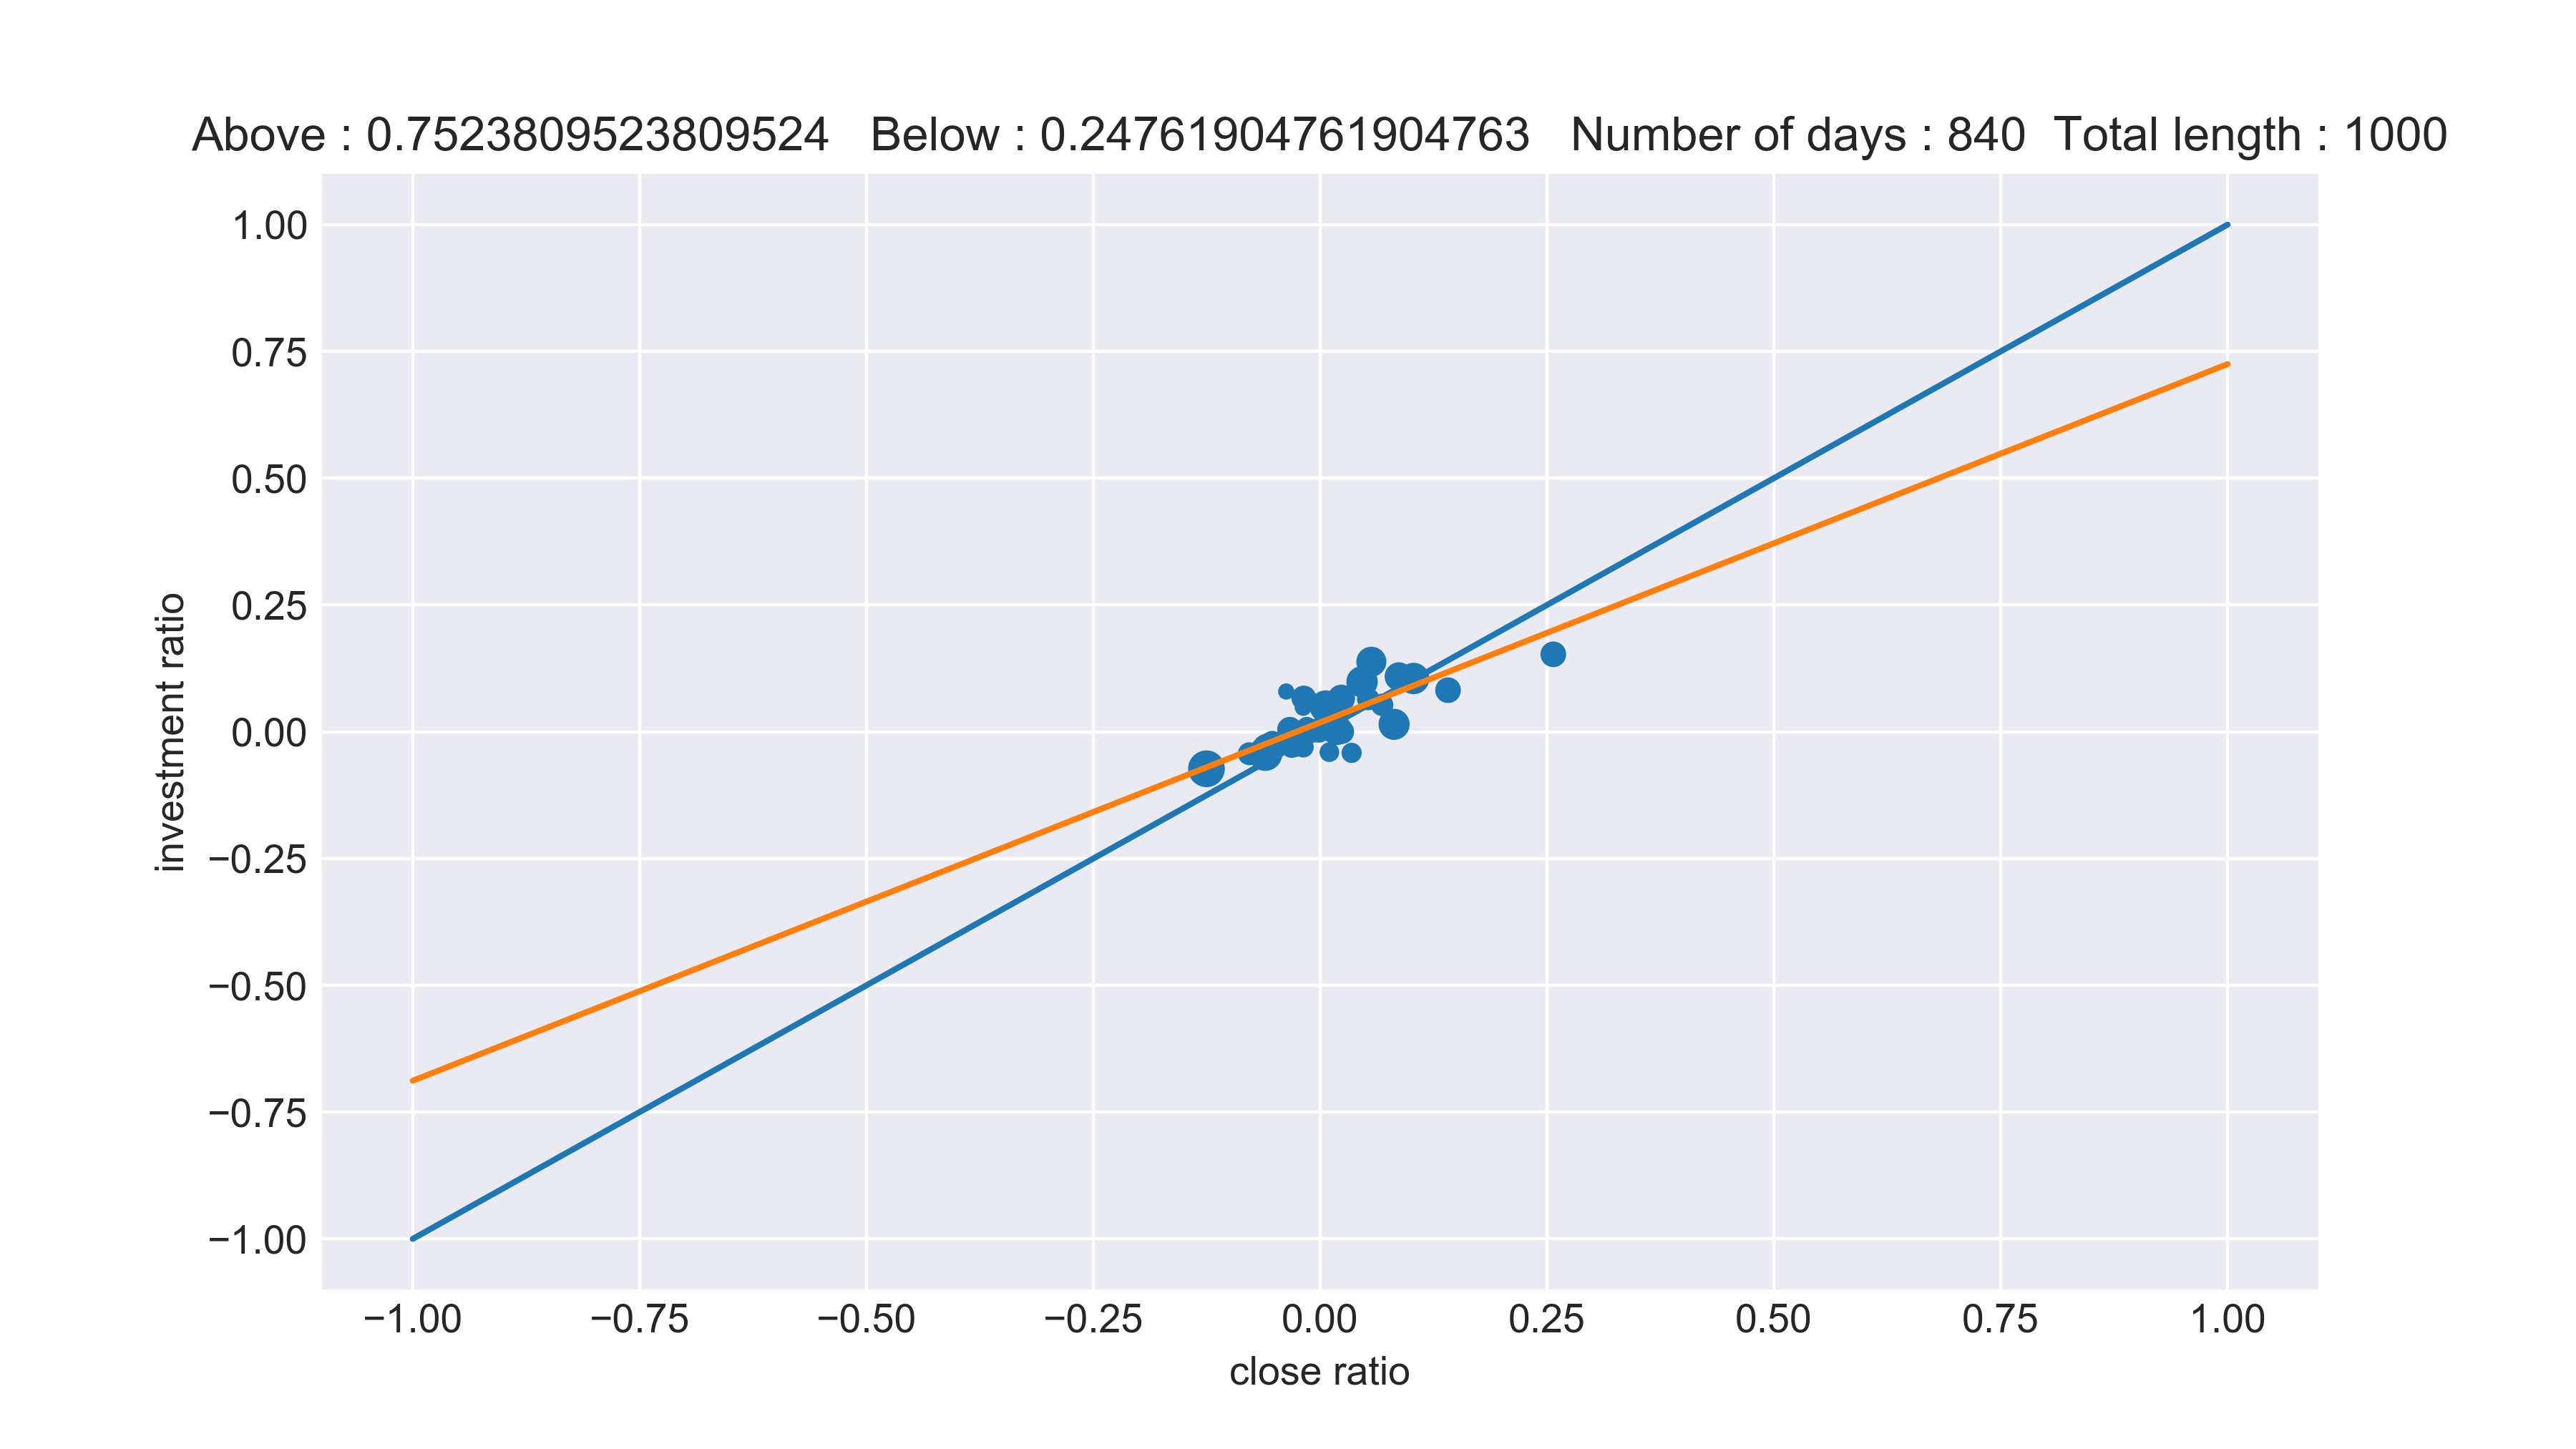 Above : 0.7523809523809524   Below : 0.24761904761904763   Number of days : 840  Total length : 1000
1.00
0.75
0.50
0.25
0.00
−0.25
−0.50
−0.75
−1.00
investment ratio
−1.00 −0.75 −0.50 −0.25 0.00 0.25 0.50 0.75 1.00
close ratio